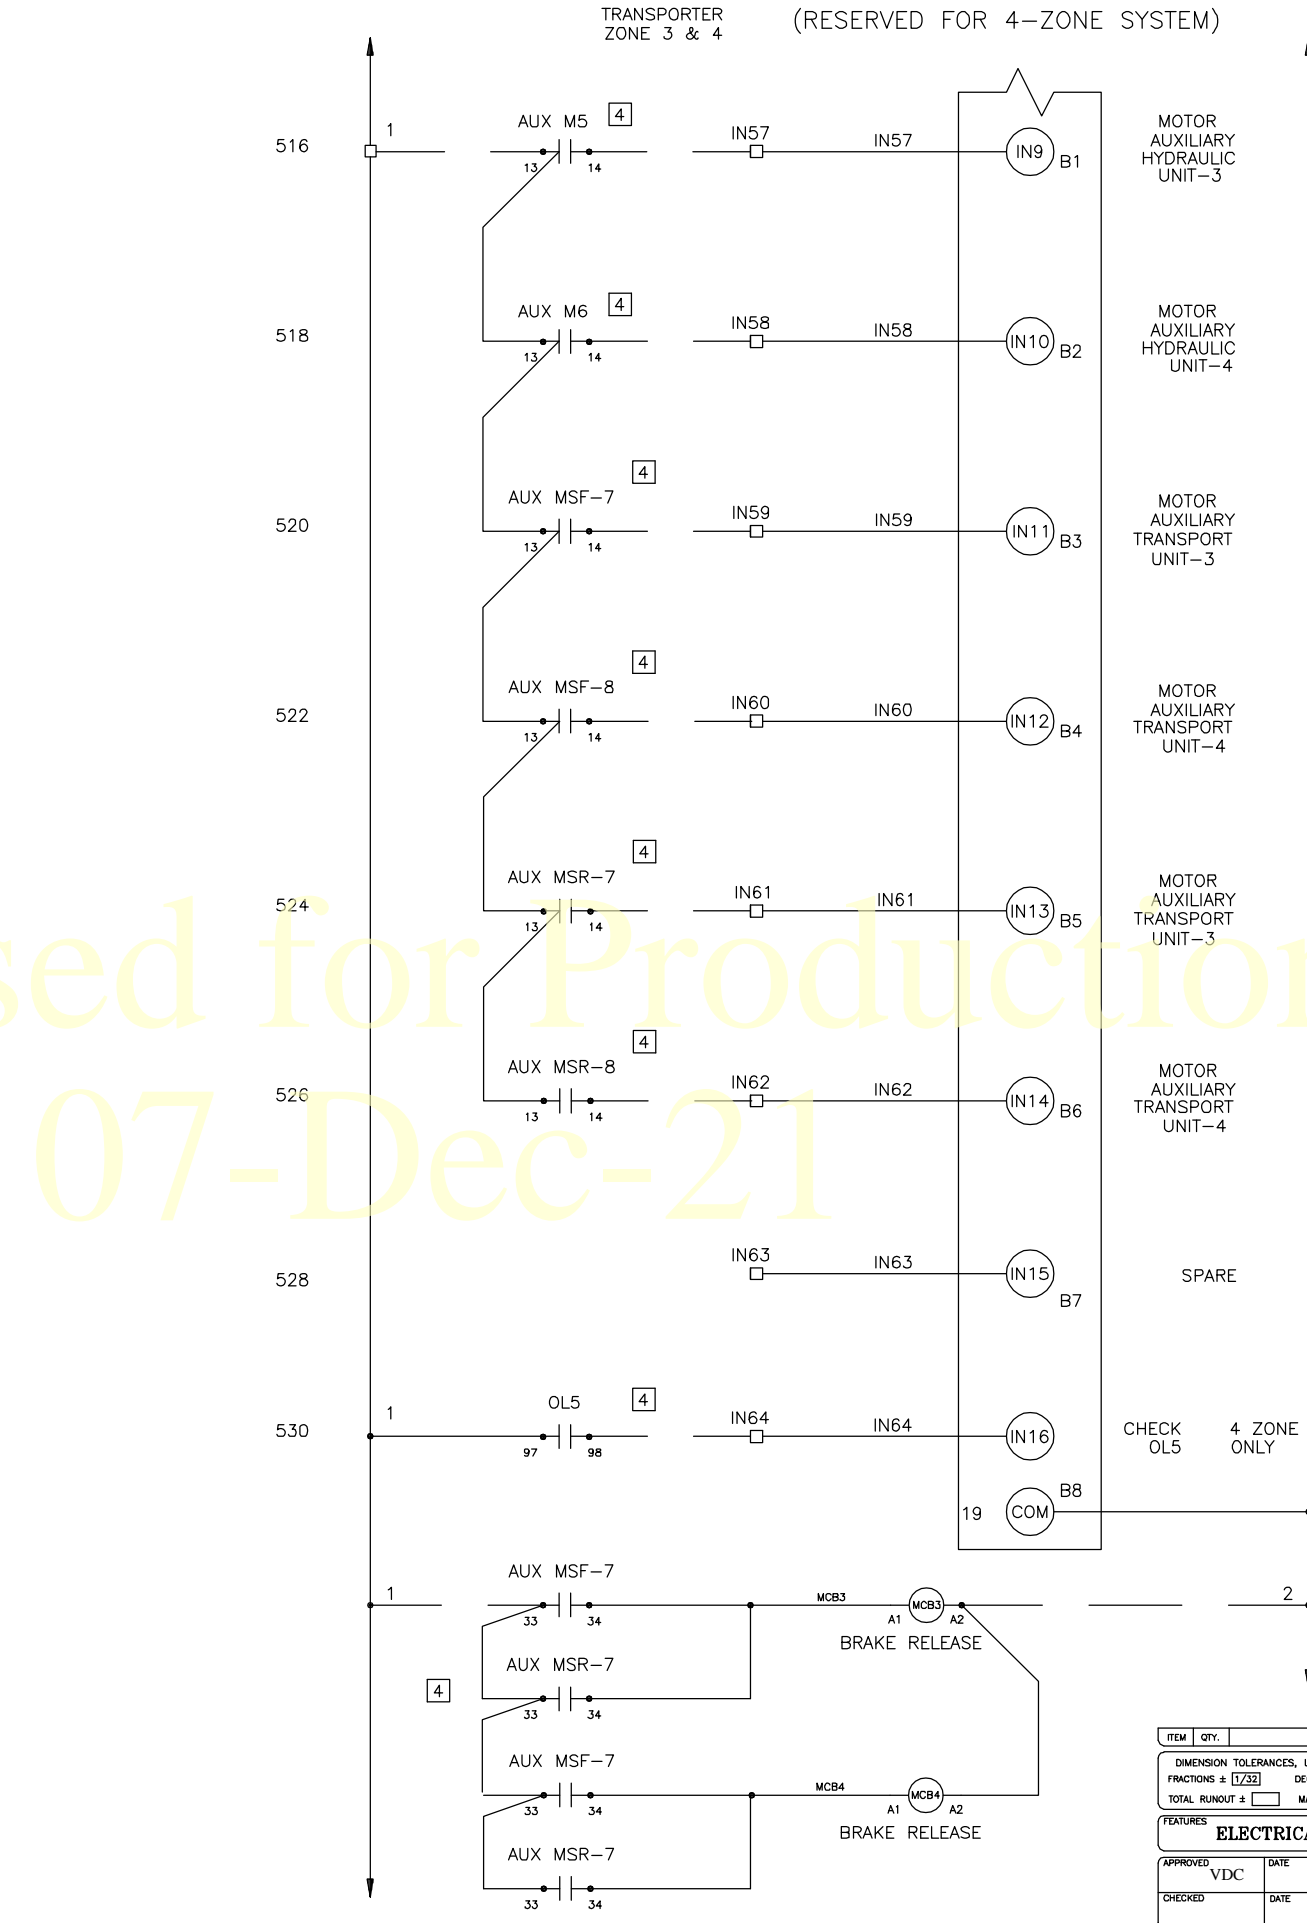 TRANSPORTER
ZONE 3 & 4
(RESERVED FOR 4-ZONE SYSTEM)
516
1
AUX M5
4
13
14
IN57
IN57
IN9
B1
MOTOR
AUXILIARY
HYDRAULIC
UNIT-3
518
AUX M6
4
13
14
IN58
IN58
IN10
B2
MOTOR
AUXILIARY
HYDRAULIC
UNIT-4
520
AUX MSF-7
4
13
14
IN59
IN59
IN11
B3
MOTOR
AUXILIARY
TRANSPORT
UNIT-3
522
AUX MSF-8
4
13
14
IN60
IN60
IN12
B4
MOTOR
AUXILIARY
TRANSPORT
UNIT-4
524
AUX MSR-7
4
13
14
IN61
IN61
IN13
B5
MOTOR
AUXILIARY
TRANSPORT
UNIT-3
sed for Production
526
AUX MSR-8
4
13
14
IN62
IN62
IN14
B6
MOTOR
AUXILIARY
TRANSPORT
UNIT-4
07-Dec-21
528
IN63
IN63
IN15
B7
SPARE
530
1
OL5
4
97
98
IN64
IN64
IN16
CHECK
OL5
4 ZONE
ONLY
B8
19
COM
1
AUX MSF-7
33
34
MCB3
A1
MCB3
A2
2
BRAKE RELEASE
AUX MSR-7
4
33
34
AUX MSF-7
33
34
MCB4
A1
MCB4
A2
BRAKE RELEASE
AUX MSR-7
33
34
ITEM QTY.
DIMENSION TOLERANCES,
FRACTIONS ± 1/32
TOTAL RUNOUT ±
FEATURES
ELECTRICA
APPROVED
VDC
DATE
CHECKED
DATE